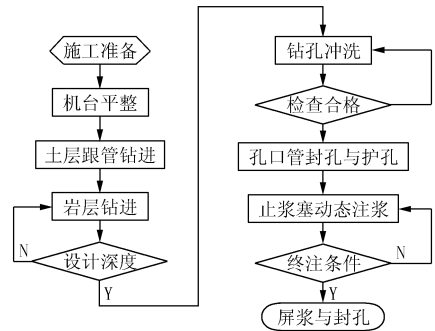 施工准备
机台平整
土层跟管钻进
岩层钻进
N
设计深度
Y
钻孔冲洗
检查合格
孔口管封孔与护孔
止浆塞动态注浆
N
终注条件
Y
屏浆与封孔